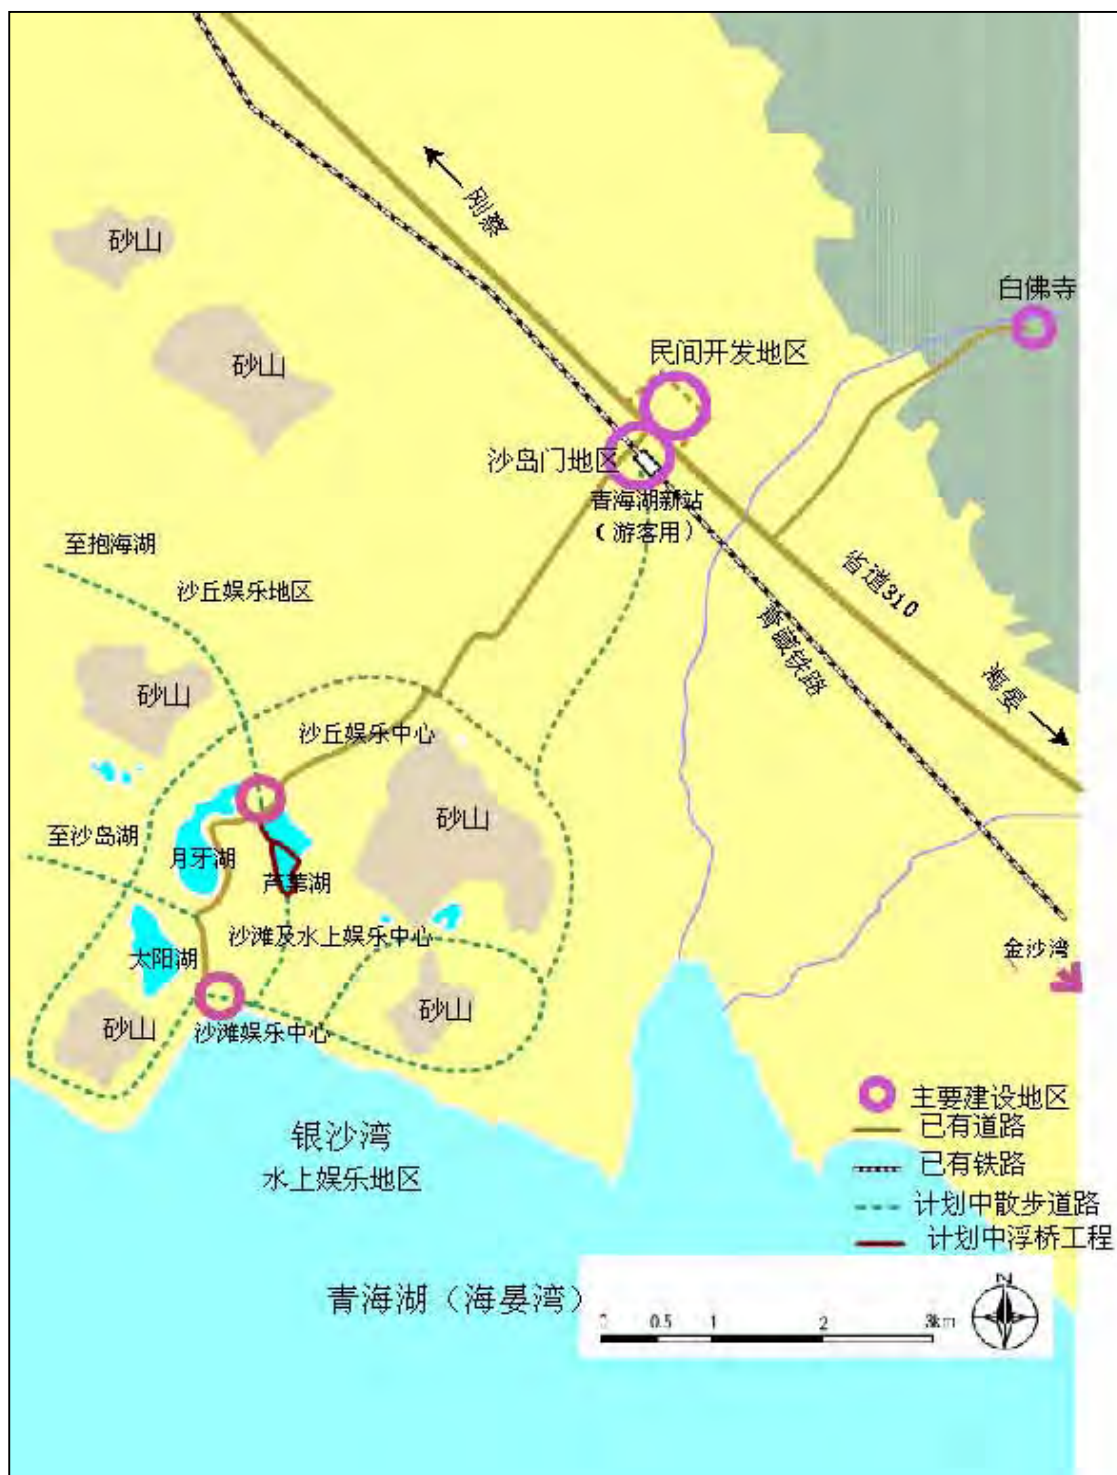 刚察
砂山
白佛寺
民间开发地区
砂山
沙岛门地区
青海湖新站
（游客用）
至抱海湖
沙丘娱乐地区
省道310
青藏铁路
海晏
砂山
沙丘娱乐中心
砂山
至沙岛湖
月牙湖
芦苇湖
沙滩及水上娱乐中心
太阳湖
金沙湾
砂山
砂山
沙滩娱乐中心
主要建设地区
已有道路
已有铁路
计划中散步道路
计划中浮桥工程
银沙湾
水上娱乐地区
青海湖（海晏湾）
0 0.5 1 2 3km
N